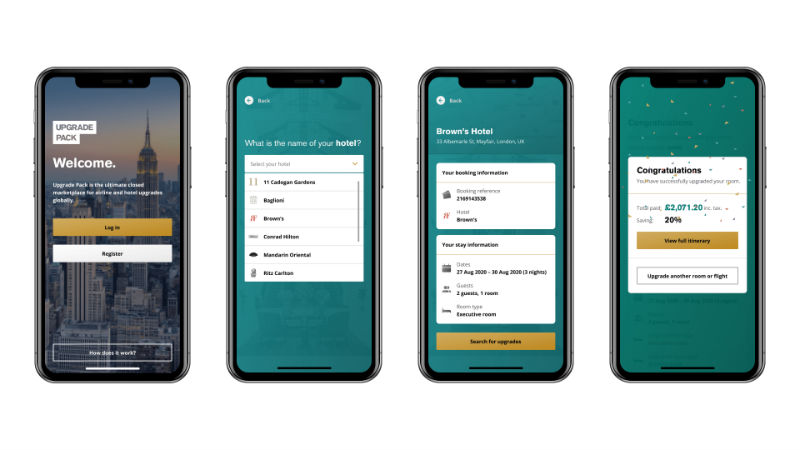 UPGRADE
PACK
Welcome.
Upgrade Pack is the ultimate closed
marketplace for airline and hotel upgrades
globally.
Log in
Register
How does it work?
Back
What is the name of your hotel?
Select your hotel
11 Cadogan Gardens
Baglioni
Brown's
Conrad Hilton
Mandarin Oriental
Ritz Carlton
Back
Brown's Hotel
33 Albemarle St, Mayfair, London, UK
Your booking information
Booking reference
2169143538
Hotel
Brown's
Your stay information
Dates
27 Aug 2020 – 30 Aug 2020 (3 nights)
Guests
2 guests, 1 room
Room type
Executive room
Search for upgrades
Congratulations
Congratulations
You have successfully upgraded your room.
Total paid: £2,071.20 inc. tax.
Saving: 20%
View full itinerary
Upgrade another room or flight